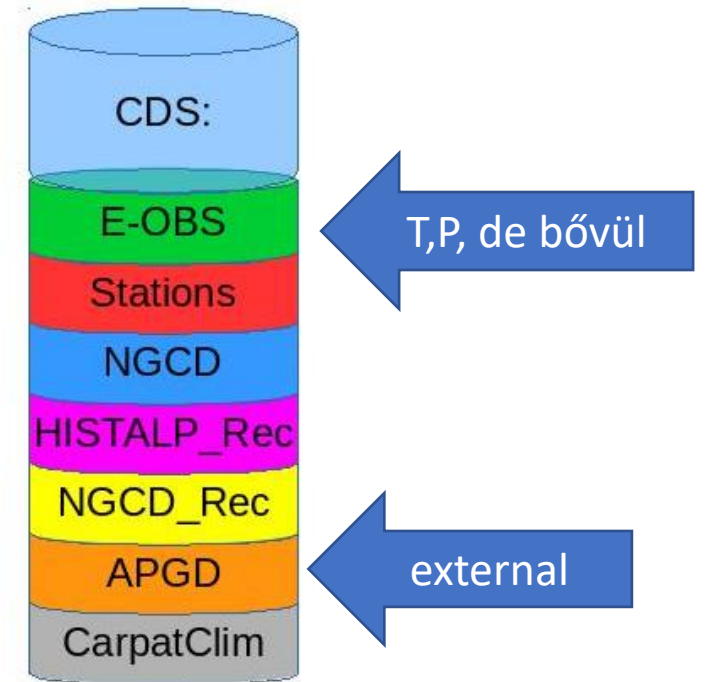 CDS:
E-OBS
T,P, de bővül
Stations
NGCD
HISTALP_Rec
NGCD_Rec
APGD
external
CarpatClim